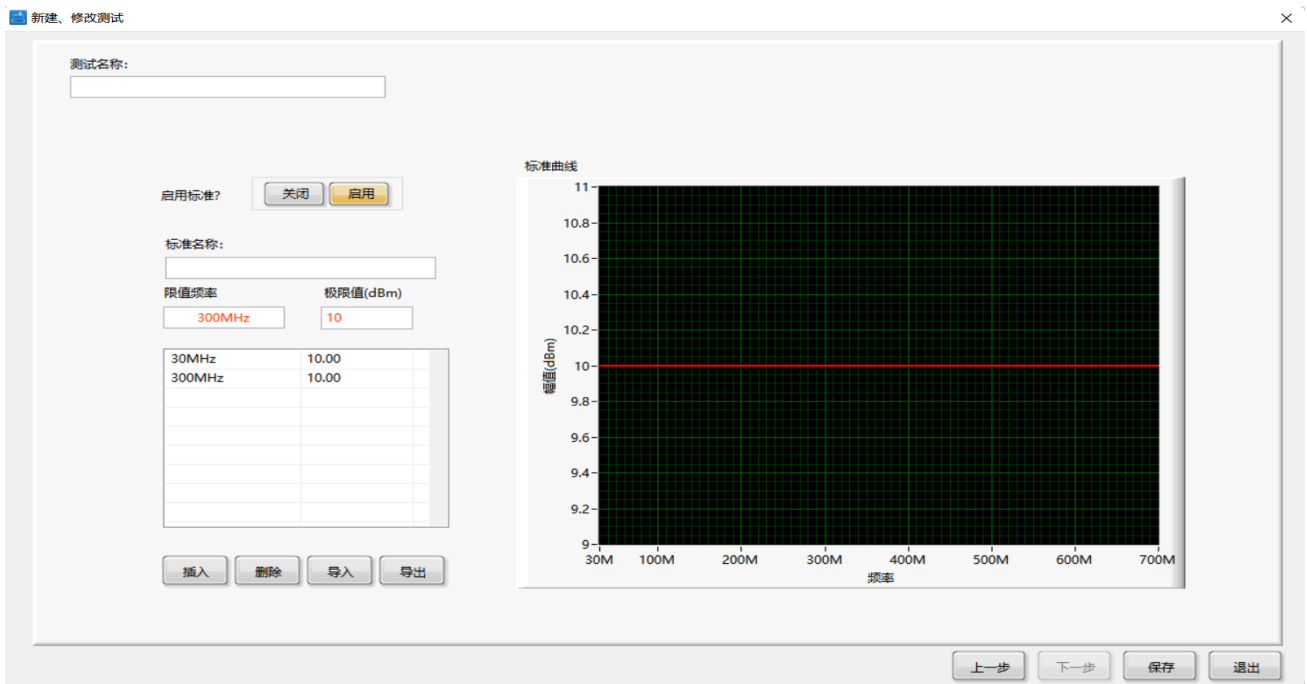 新建、修改测试
测试名称：
标准曲线
启用标准?
关闭
启用
标准名称：
限值频率
极限值(dBm)
300MHz
10
30MHz 10.00
300MHz 10.00
插入
删除
导入
导出
11
10.8
10.6
10.4
10.2
10
9.8
9.6
9.4
9.2
9
幅值(dBm)
30M 100M 200M 300M 400M 500M 600M 700M
频率
上一步
下一步
保存
退出